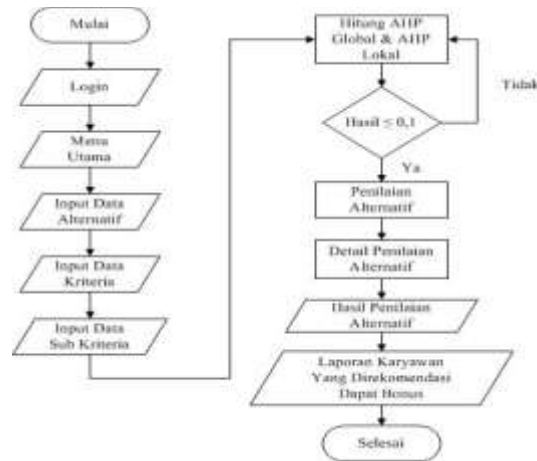 Mulai
Login
Menu
Utama
Input Data
Alternatif
Input Data
Kriteria
Input Data
Sub Kriteria
Hitung AHP
Global & AHP
Lokal
Tidak
Hasil ≤ 0,1
Ya
Penilaian
Alternatif
Detail Penilaian
Alternatif
Hasil Penilaian
Alternatif
Laporan Karyawan
Yang Direkomendasi
Dapat Bonus
Selesai